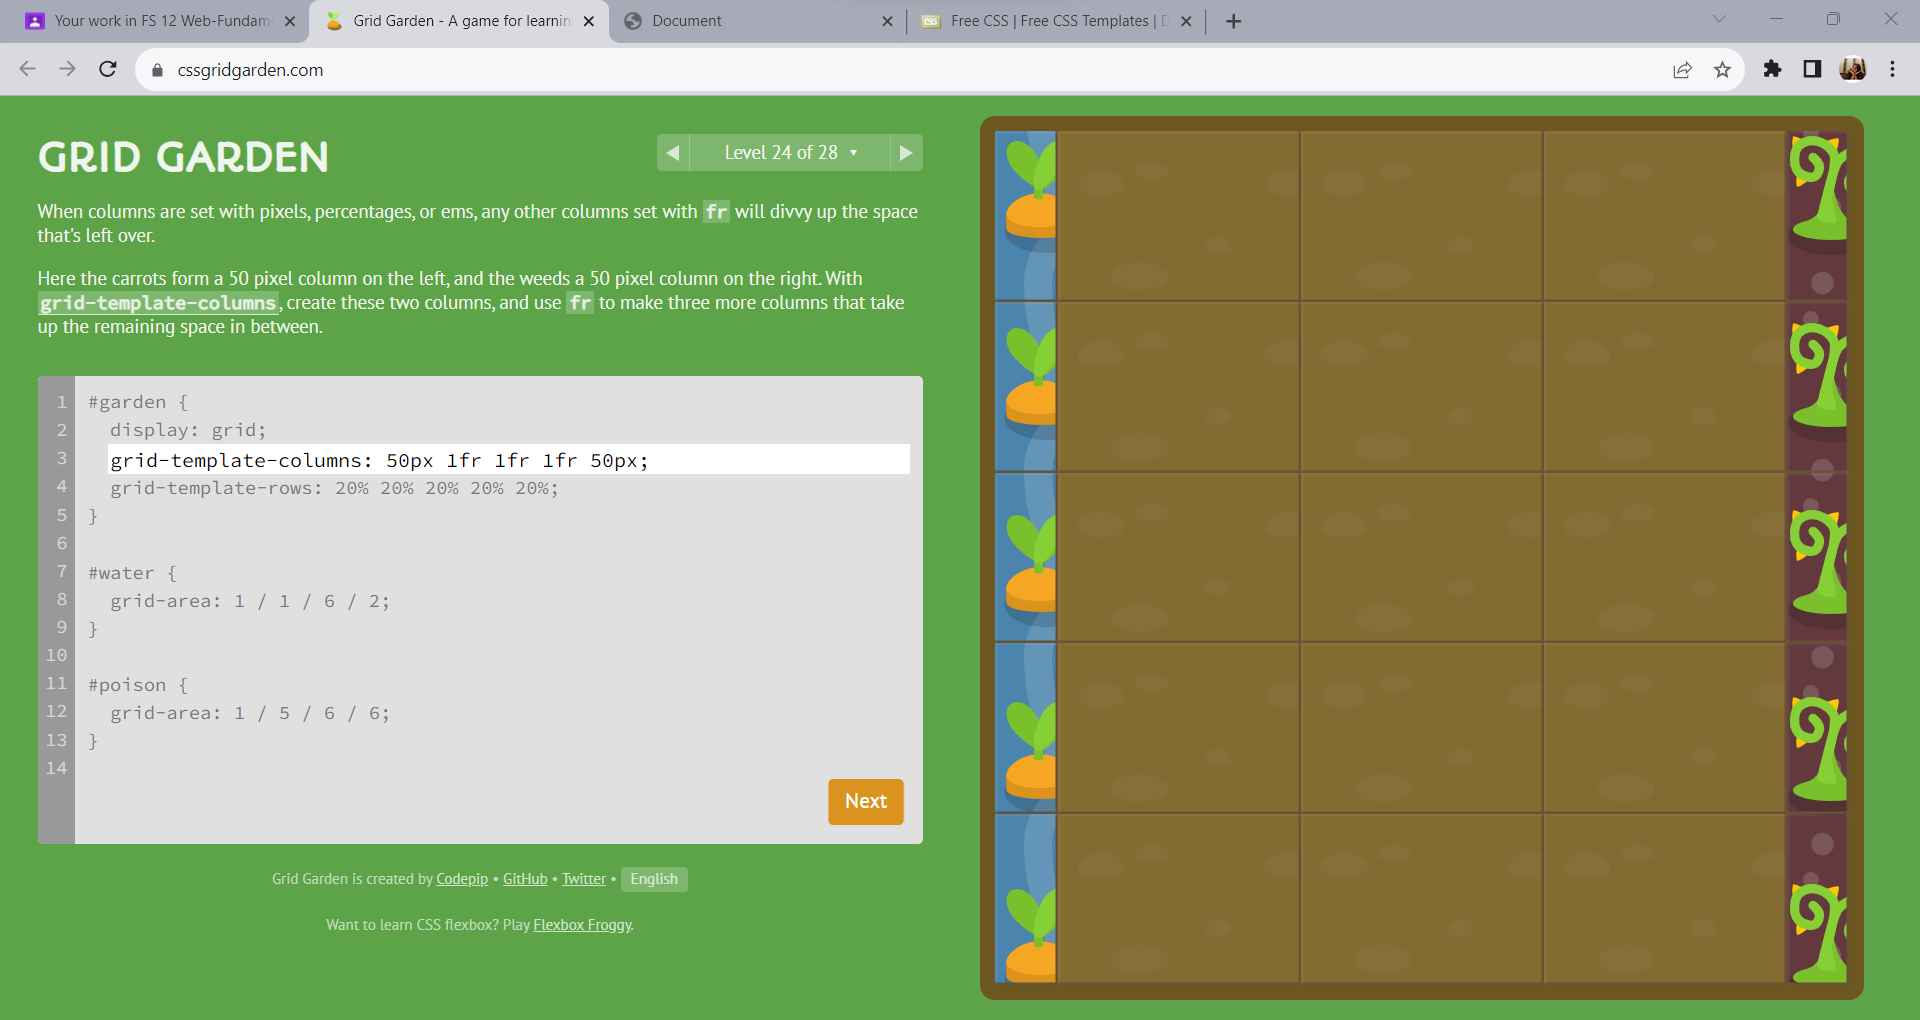 Your work in FS 12 Web-Fundam
Grid Garden - A game for learnin
Document
Free CSS | Free CSS Templates |
cssgridgarden.com
GRID GARDEN
Level 24 of 28
When columns are set with pixels, percentages, or ems, any other columns set with fr will divvy up the space
that's left over.
Here the carrots form a 50 pixel column on the left, and the weeds a 50 pixel column on the right. With
grid-template-columns, create these two columns, and use fr to make three more columns that take
up the remaining space in between.
1 #garden {
2 display: grid;
3 grid-template-columns: 50px 1fr 1fr 1fr 50px;
4 grid-template-rows: 20% 20% 20% 20% 20%;
5 }
6
7 #water {
8 grid-area: 1 / 1 / 6 / 2;
9 }
10
11 #poison {
12 grid-area: 1 / 5 / 6 / 6;
13 }
14
Next
Grid Garden is created by Codepip • GitHub • Twitter • English
Want to learn CSS flexbox? Play Flexbox Froggy.